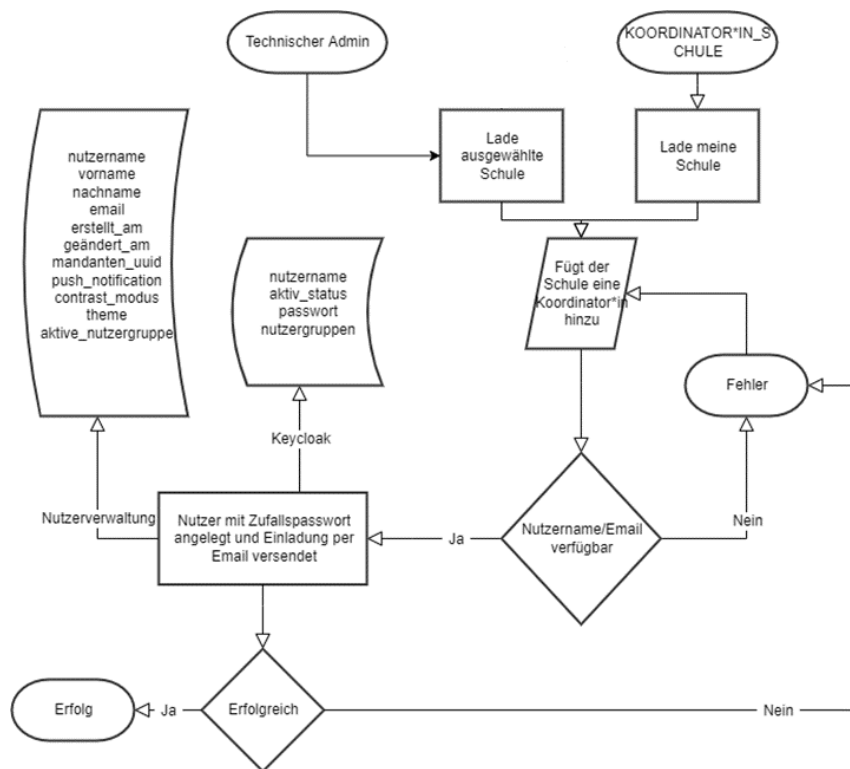 Technischer Admin
KOORDINATOR*IN_S
CHULE
Lade
ausgewählte
Schule
Lade meine
Schule
nutzername
vorname
nachname
email
erstellt_am
geändert_am
mandanten_uuid
push_notification
contrast_modus
theme
aktive_nutzergruppe
nutzername
aktiv_status
passwort
nutzergruppen
Fügt der
Schule eine
Koordinator*in
hinzu
Fehler
Keycloak
Nutzerverwaltung
Nutzer mit Zufallspasswort
angelegt und Einladung per
Email versendet
Ja
Nutzername/Email
verfügbar
Nein
Erfolg
Ja
Erfolgreich
Nein